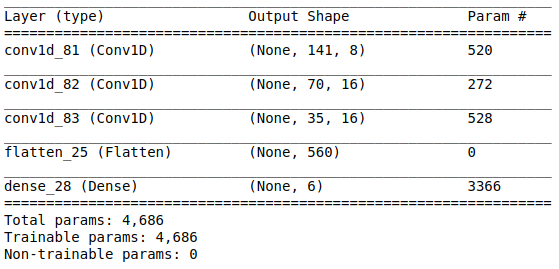 Layer (type) Output Shape Param #
conv1d_81 (Conv1D) (None, 141, 8) 520
conv1d_82 (Conv1D) (None, 70, 16) 272
conv1d_83 (Conv1D) (None, 35, 16) 528
flatten_25 (Flatten) (None, 560) 0
dense_28 (Dense) (None, 6) 3366
Total params: 4,686
Trainable params: 4,686
Non-trainable params: 0